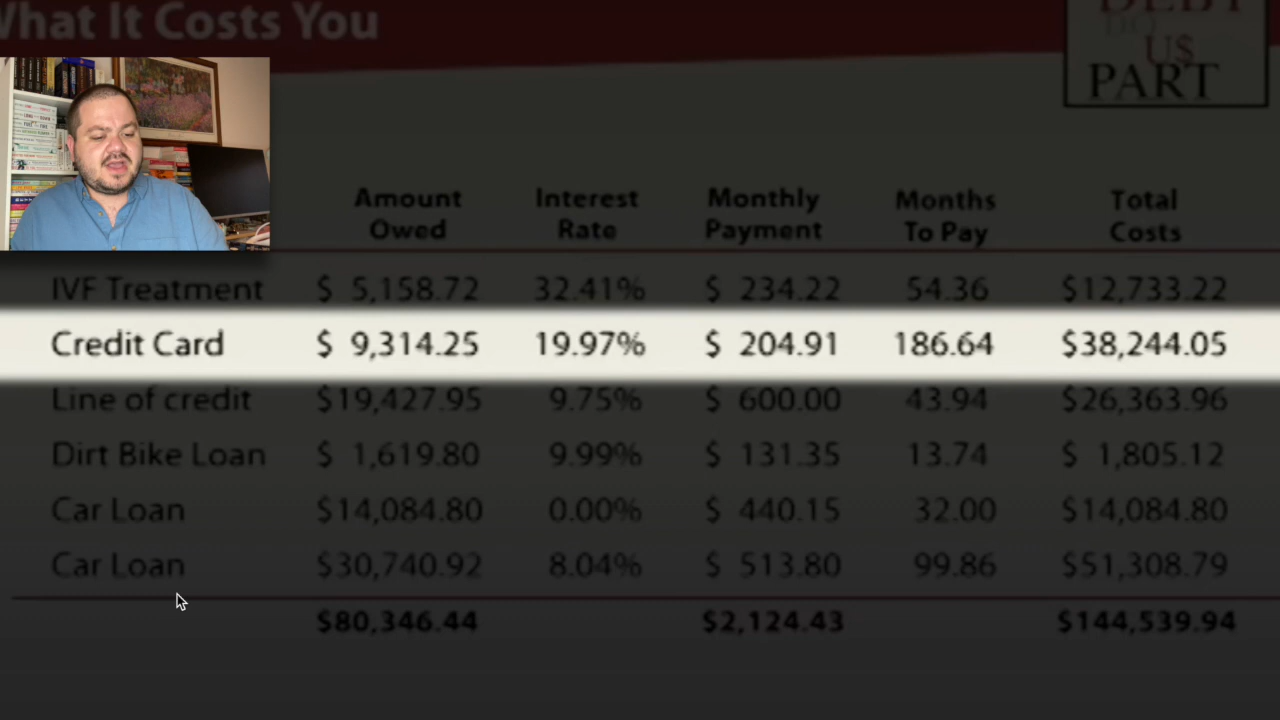 What It Costs You
DEBT
DO
U$
PART
Amount Owed Interest Rate Monthly Payment Months To Pay Total Costs
IVF Treatment $ 5,158.72 32.41% $ 234.22 54.36 $12,733.22
Credit Card $ 9,314.25 19.97% $ 204.91 186.64 $38,244.05
Line of credit $19,427.95 9.75% $ 600.00 43.94 $26,363.96
Dirt Bike Loan $ 1,619.80 9.99% $ 131.35 13.74 $ 1,805.12
Car Loan $14,084.80 0.00% $ 440.15 32.00 $14,084.80
Car Loan $30,740.92 8.04% $ 513.80 99.86 $51,308.79
$80,346.44 $2,124.43 $144,539.94